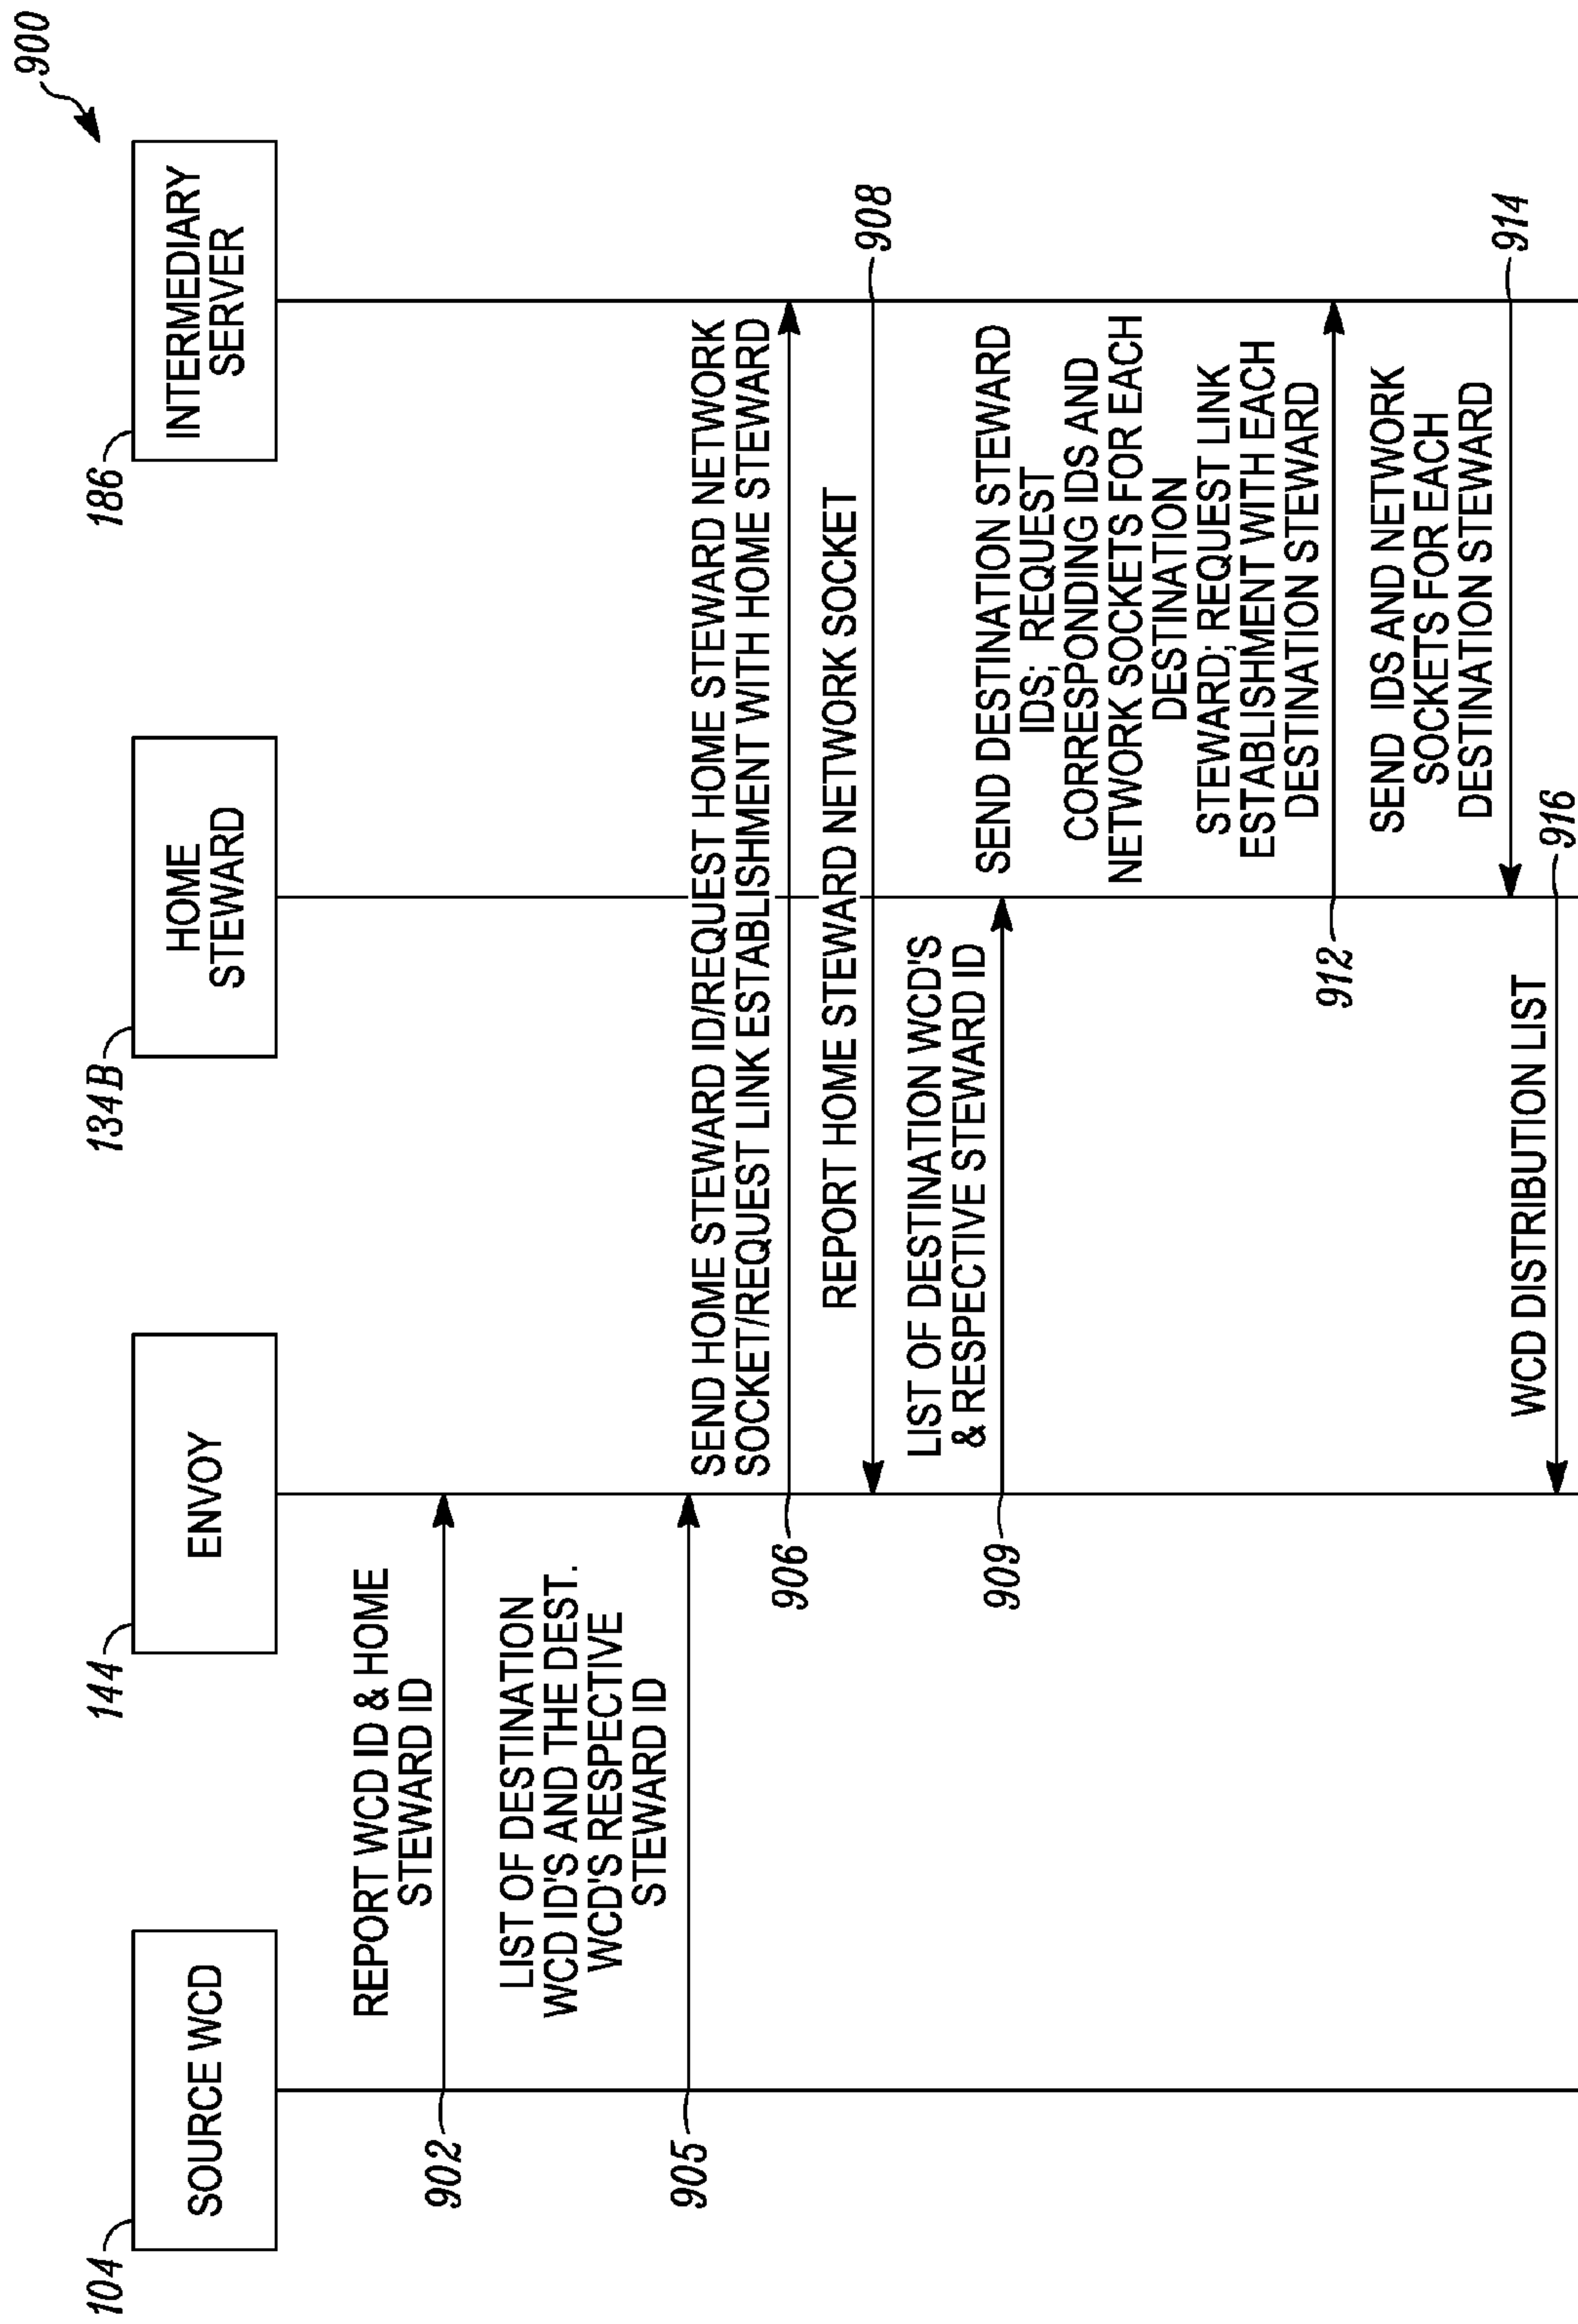 900
104
SOURCE WCD
144
ENVOY
134B
HOME
STEWARD
186
INTERMEDIARY
SERVER
REPORT WCD ID & HOME
STEWARD ID
902
LIST OF DESTINATION
WCD ID'S AND THE DEST.
WCD'S RESPECTIVE
STEWARD ID
905
SEND HOME STEWARD ID/REQUEST HOME STEWARD NETWORK
SOCKET/REQUEST LINK ESTABLISHMENT WITH HOME STEWARD
906
REPORT HOME STEWARD NETWORK SOCKET
908
LIST OF DESTINATION WCD'S
& RESPECTIVE STEWARD ID
909
SEND DESTINATION STEWARD
IDS; REQUEST
CORRESPONDING IDS AND
NETWORK SOCKETS FOR EACH
DESTINATION
STEWARD; REQUEST LINK
ESTABLISHMENT WITH EACH
DESTINATION STEWARD
912
SEND IDS AND NETWORK
SOCKETS FOR EACH
DESTINATION STEWARD
914
WCD DISTRIBUTION LIST
916